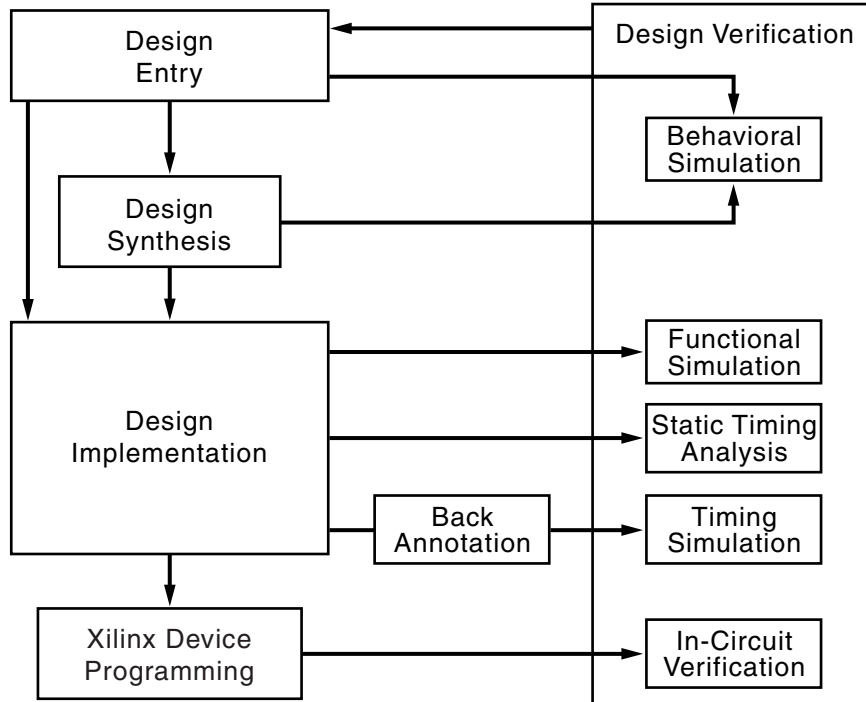 Design
Entry
Design Verification
Behavioral
Simulation
Design
Synthesis
Design
Implementation
Functional
Simulation
Static Timing
Analysis
Back
Annotation
Timing
Simulation
Xilinx Device
Programming
In-Circuit
Verification